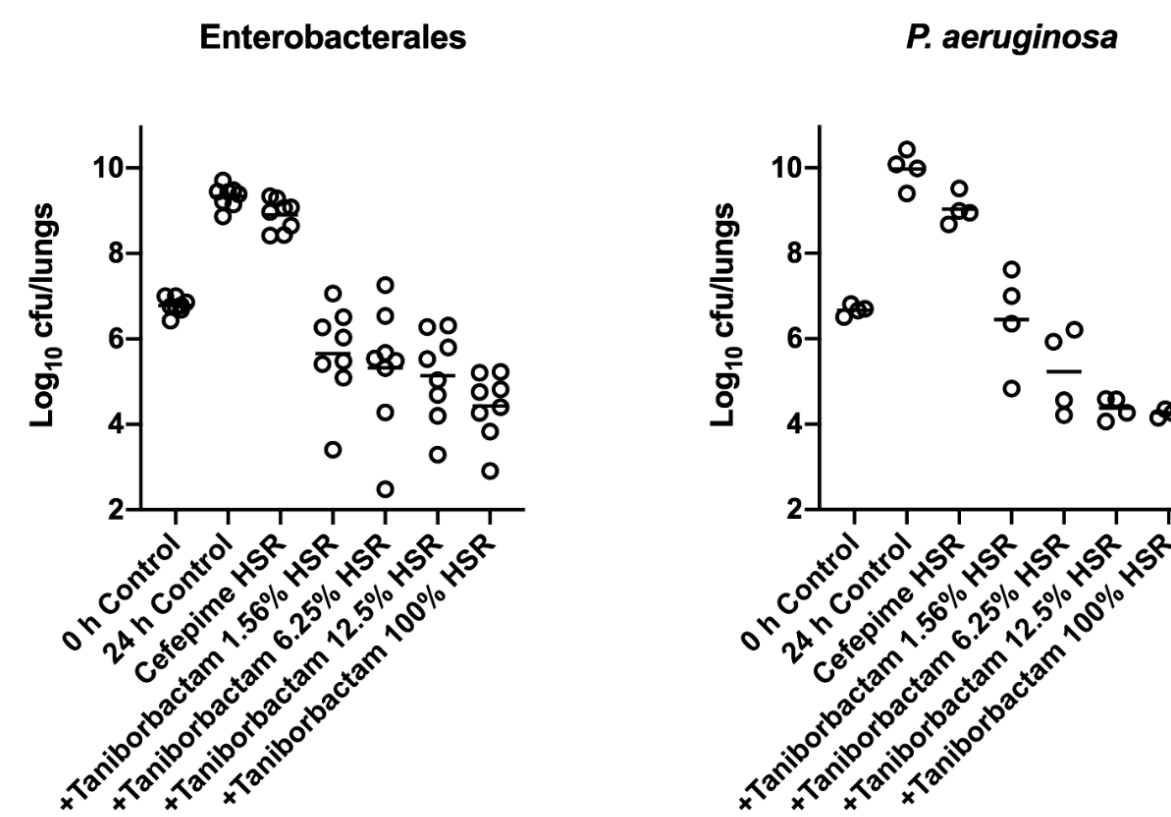 Enterobacterales
Log10 cfu/lungs
10
8
6
4
2
0 h Control
24 h Control
Cefepime HSR
+Taniborbactam 1.56% HSR
+Taniborbactam 6.25% HSR
+Taniborbactam 12.5% HSR
+Taniborbactam 100% HSR
P. aeruginosa
Log10 cfu/lungs
10
8
6
4
2
0 h Control
24 h Control
Cefepime HSR
+Taniborbactam 1.56% HSR
+Taniborbactam 6.25% HSR
+Taniborbactam 12.5% HSR
+Taniborbactam 100% HSR